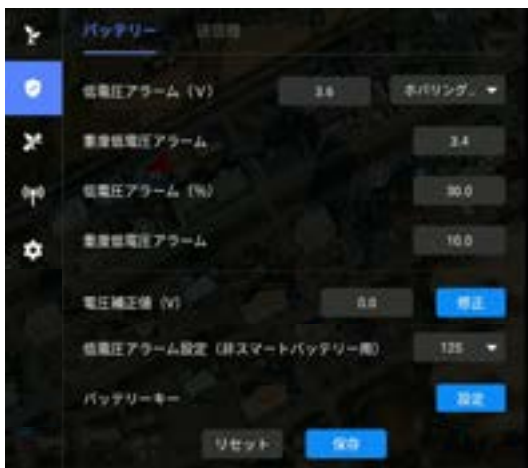 バッテリー 送信機
低電圧アラーム (V) 3.6 ホバリング..
重度低電圧アラーム 3.4
低電圧アラーム (%) 30.0
重度低電圧アラーム 10.0
電圧補正値 (V) 0.0 修正
低電圧アラーム設定 (非スマートバッテリー用) 12S
バッテリーキー 設定
リセット 保存